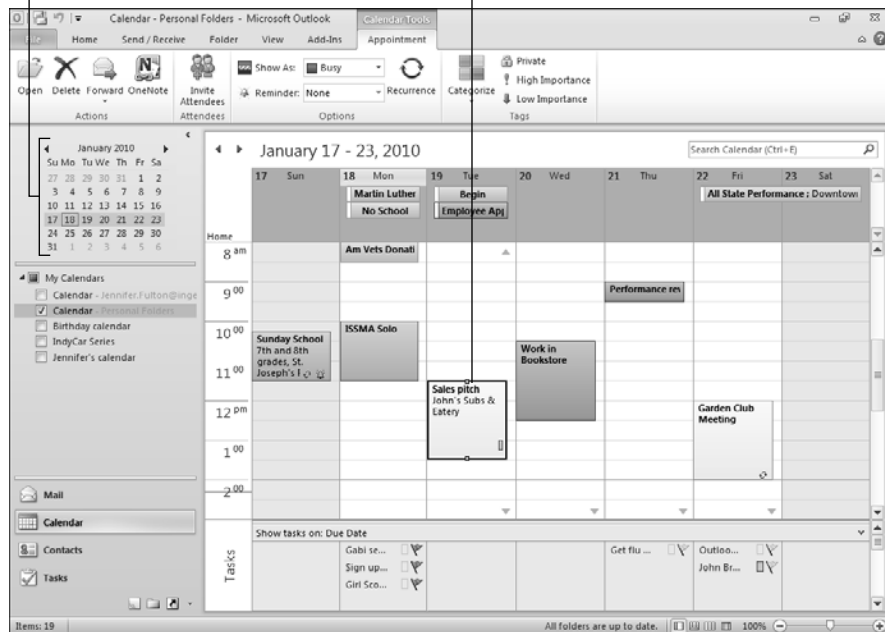 Calendar - Personal Folders - Microsoft Outlook
Calendar Tools
File Home Send / Receive Folder View Add-Ins Appointment
Open Delete Forward OneNote
Actions
Invite Attendees
Attendees
Show As: Busy
Reminder: None
Recurrence
Options
Categorize
Private
High Importance
Low Importance
Tags
January 2010
Su Mo Tu We Th Fr Sa
27 28 29 30 31 1 2
3 4 5 6 7 8 9
10 11 12 13 14 15 16
17 18 19 20 21 22 23
24 25 26 27 28 29 30
31 1 2 3 4 5 6
My Calendars
Calendar - Jennifer.Fulton@inge
Calendar - Personal Folders
Birthday calendar
IndyCar Series
Jennifer's calendar
Mail
Calendar
Contacts
Tasks
January 17 - 23, 2010
Search Calendar (Ctrl+E)
17 Sun 18 Mon 19 Tue 20 Wed 21 Thu 22 Fri 23 Sat
Martin Luther Begin All State Performance ; Downtown
No School Employee App
Home
8 am
Am Vets Donati
9 00
Performance rev
10 00
Sunday School
7th and 8th
grades, St.
Joseph's
ISSMA Solo
Work in
Bookstore
11 00
Sales pitch
John's Subs &
Eatery
12 pm
Garden Club
Meeting
1 00
2 00
Tasks
Show tasks on: Due Date
Gabi se... Get flu ... Outloo...
Sign up... John Br...
Girl Sco...
Items: 19
All folders are up to date. 100%